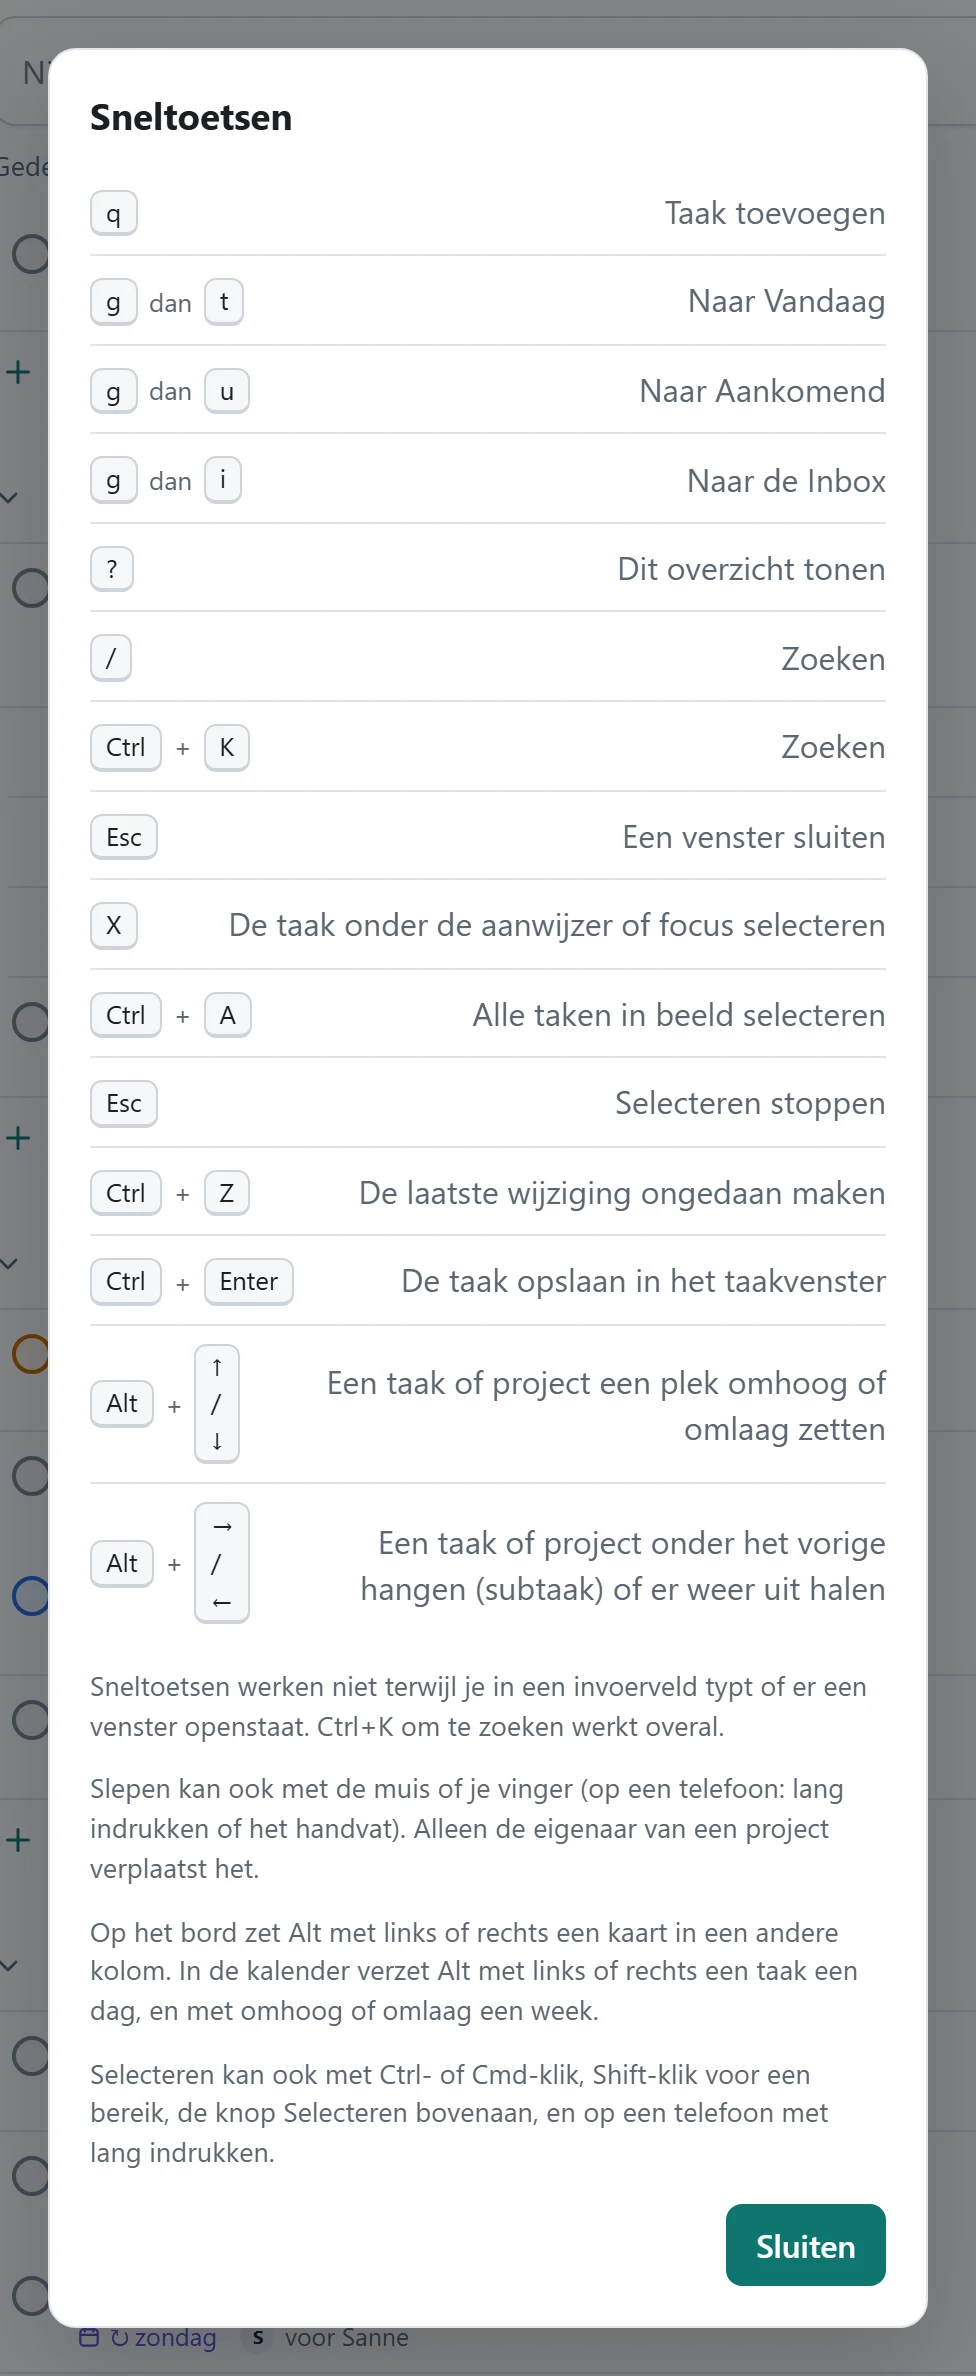 Sneltoetsen
q Taak toevoegen
g dan t Naar Vandaag
g dan u Naar Aankomend
g dan i Naar de Inbox
? Dit overzicht tonen
/ Zoeken
Ctrl + K Zoeken
Esc Een venster sluiten
X De taak onder de aanwijzer of focus selecteren
Ctrl + A Alle taken in beeld selecteren
Esc Selecteren stoppen
Ctrl + Z De laatste wijziging ongedaan maken
Ctrl + Enter De taak opslaan in het taakvenster
Alt + ↑ / ↓ Een taak of project een plek omhoog of
omlaag zetten
Alt + → / ← Een taak of project onder het vorige
hangen (subtaak) of er weer uit halen
Sneltoetsen werken niet terwijl je in een invoerveld typt of er een
venster openstaat. Ctrl+K om te zoeken werkt overal.
Slepen kan ook met de muis of je vinger (op een telefoon: lang
indrukken of het handvat). Alleen de eigenaar van een project
verplaatst het.
Op het bord zet Alt met links of rechts een kaart in een andere
kolom. In de kalender verzet Alt met links of rechts een taak een
dag, en met omhoog of omlaag een week.
Selecteren kan ook met Ctrl- of Cmd-klik, Shift-klik voor een
bereik, de knop Selecteren bovenaan, en op een telefoon met
lang indrukken.
Sluiten
zondag S voor Sanne